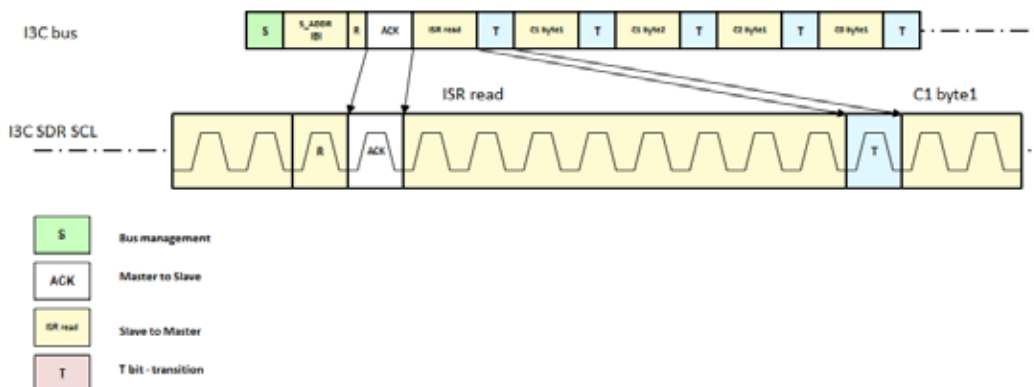 I3C bus
S
S_ADDR
IBI
R
ACK
ISR read
T
C1 byte1
T
C1 byte2
T
C2 byte1
T
C3 byte1
T
ISR read
C1 byte1
I3C SDR SCL
R
ACK
T
S
Bus management
ACK
Master to Slave
ISR read
Slave to Master
T
T bit - transition